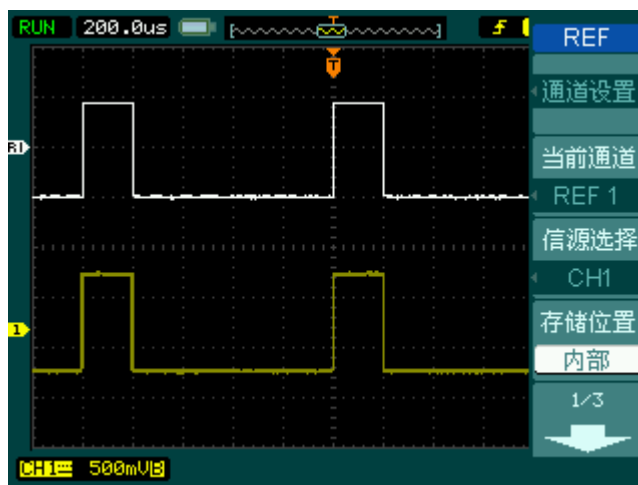 RUN 200.0us
T
REF
通道设置
R1
当前通道
REF 1
信源选择
CH1
存储位置
1
内部
1/3
CH1 500mVB